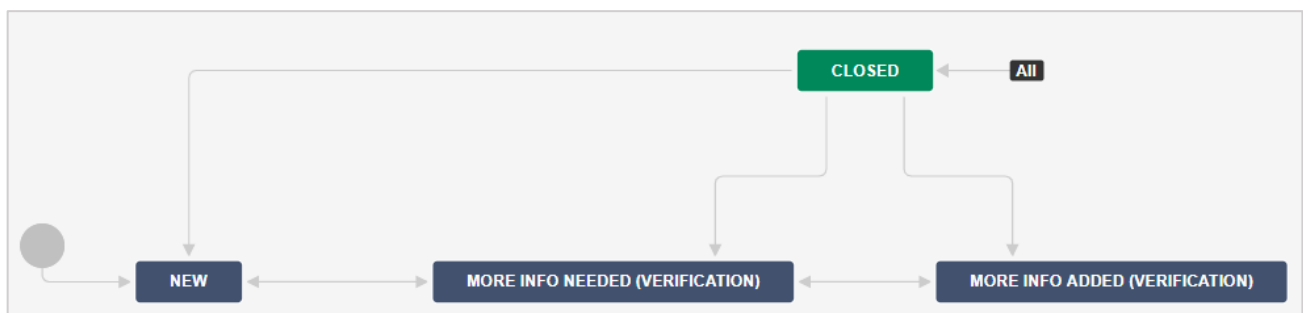 CLOSED
All
NEW
MORE INFO NEEDED (VERIFICATION)
MORE INFO ADDED (VERIFICATION)